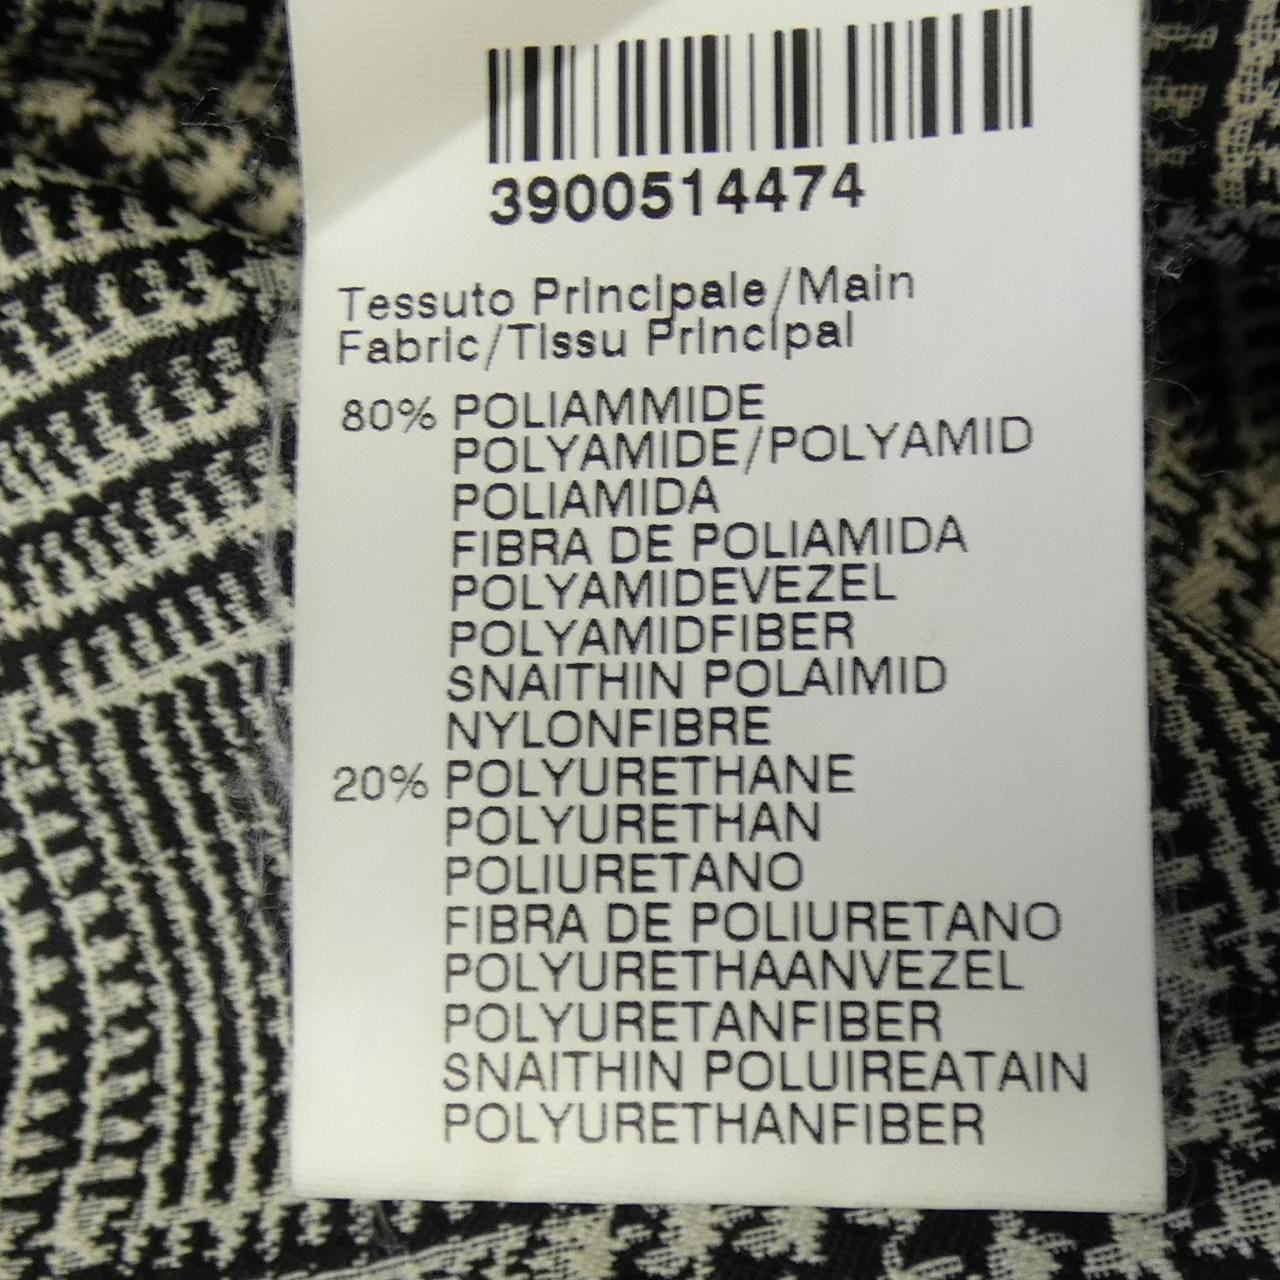 3900514474
Tessuto Principale/Main
Fabric/Tissu Principal
80% POLIAMMIDE
POLYAMIDE/POLYAMID
POLIAMIDA
FIBRA DE POLIAMIDA
POLYAMIDEVEZEL
POLYAMIDFIBER
SNAITHIN POLAIMID
NYLONFIBRE
20% POLYURETHANE
POLYURETHAN
POLIURETANO
FIBRA DE POLIURETANO
POLYURETHAANVEZEL
POLYURETANFIBER
SNAITHIN POLUIREATAIN
POLYURETHANFIBER